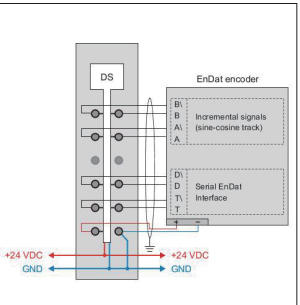 DS
EnDat encoder
B\
B
A\
A
Incremental signals
(sine-cosine track)
D\
D
T\
T
Serial EnDat
Interface
+ −
+24 VDC
+24 VDC
GND
GND